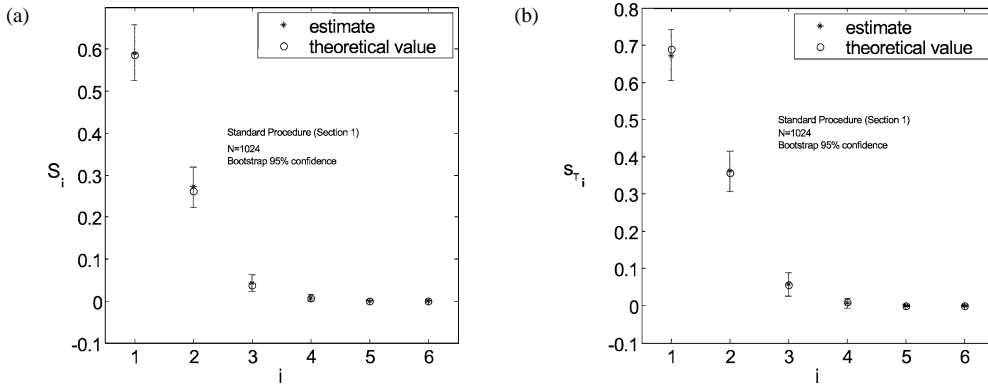 (a)
estimate
theoretical value
0.6
0.5
0.4
0.3
0.2
0.1
0
-0.1
S_i
Standard Procedure (Section 1)
N=1024
Bootstrap 95% confidence
1 2 3 4 5 6
i
(b)
estimate
theoretical value
0.8
0.7
0.6
0.5
0.4
0.3
0.2
0.1
0
-0.1
S_T_i
Standard Procedure (Section 1)
N=1024
Bootstrap 95% confidence
1 2 3 4 5 6
i